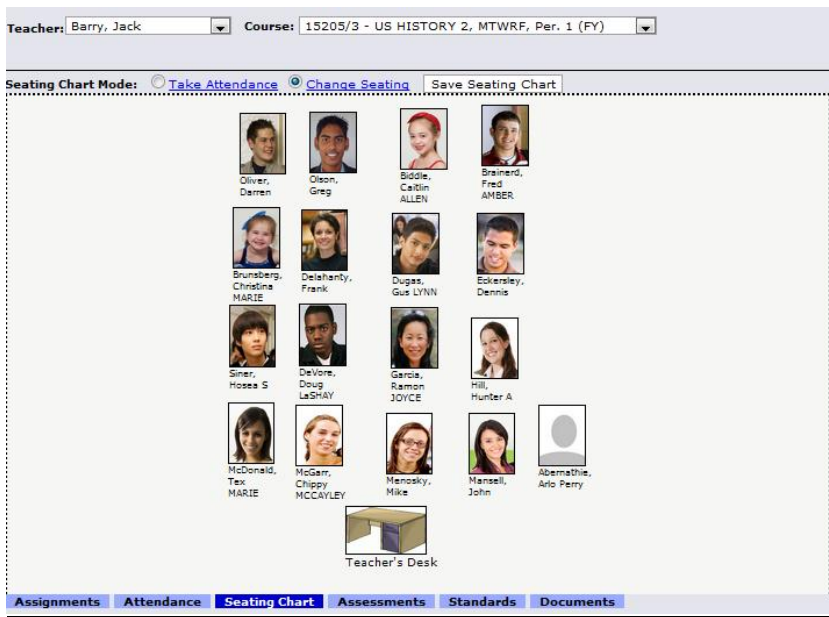 Teacher: Barry, Jack Course: 15205/3 - US HISTORY 2, MTWRF, Per. 1 (FY)
Seating Chart Mode: Take Attendance Change Seating Save Seating Chart
Oliver,
Darren
Olson,
Greg
Biddle,
Caitlin
ALLEN
Brainerd,
Fred
AMBER
Brunsberg,
Christina
MARIE
Delahanty,
Frank
Dugas,
Gus LYNN
Eckersley,
Dennis
Siner,
Hosea S
DeVore,
Doug
LaSHAY
Garcia,
Ramon
JOYCE
Hill,
Hunter A
McDonald,
Tex
MARIE
McGarr,
Chippy
MCCAYLEY
Menosky,
Mike
Mansell,
John
Abernathie,
Arlo Perry
Teacher's Desk
Assignments Attendance Seating Chart Assessments Standards Documents